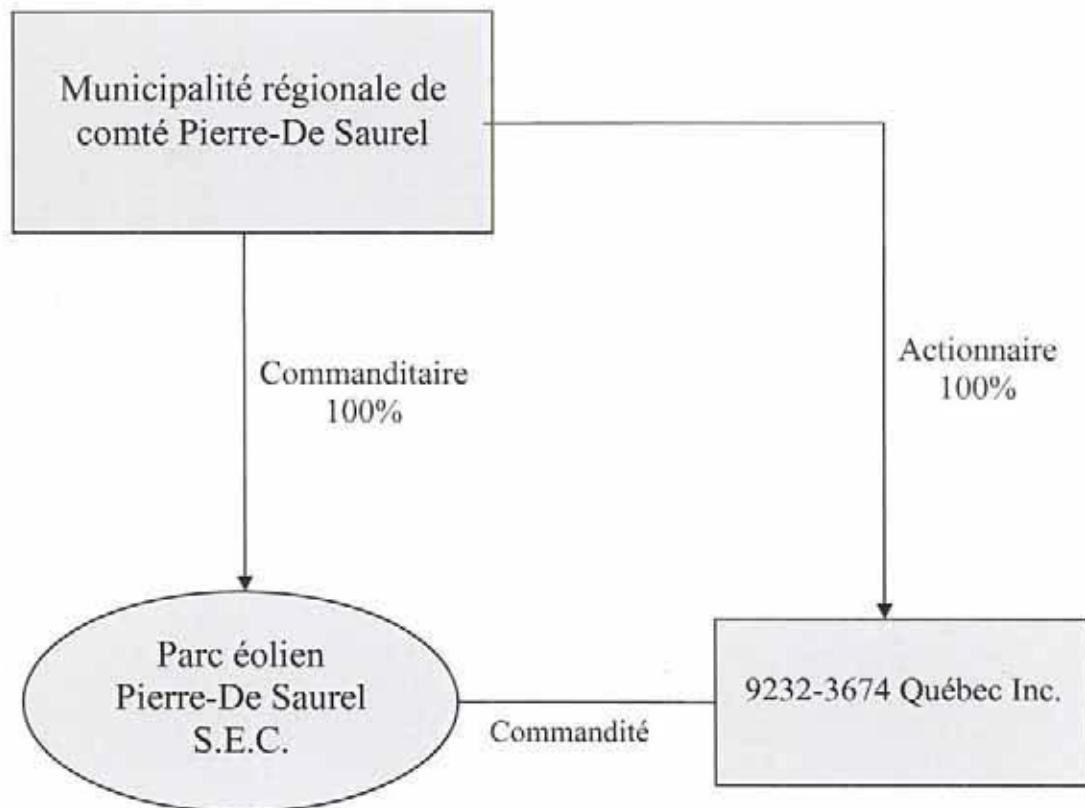 Municipalité régionale de
comté Pierre-De Saurel
Commanditaire
100%
Actionnaire
100%
Parc éolien
Pierre-De Saurel
S.E.C.
Commandité
9232-3674 Québec Inc.